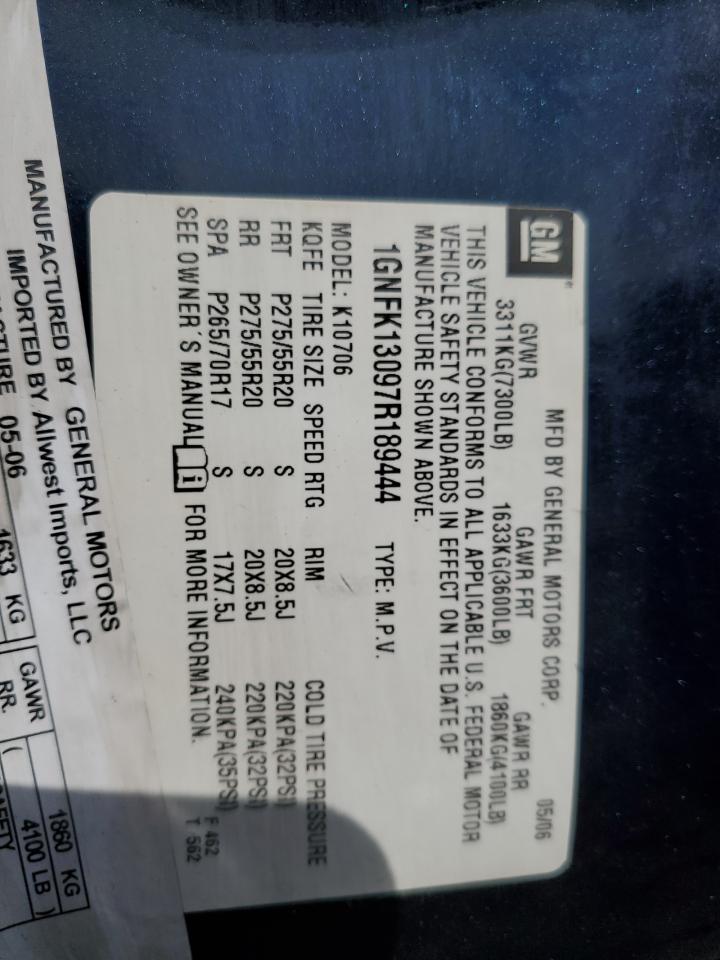 GM
MFD BY GENERAL MOTORS CORP. 05/06
GVWR GAWR FRT GAWR RR
3311KG(7300LB) 1633KG(3600LB) 1860KG(4100LB)
THIS VEHICLE CONFORMS TO ALL APPLICABLE U.S. FEDERAL MOTOR
VEHICLE SAFETY STANDARDS IN EFFECT ON THE DATE OF
MANUFACTURE SHOWN ABOVE.
1GNFK13097R189444 TYPE: M.P.V.
MODEL: K10706
KQFE TIRE SIZE SPEED RTG RIM COLD TIRE PRESSURE
FRT P275/55R20 S 20X8.5J 220KPA(32PSI)
RR P275/55R20 S 20X8.5J 220KPA(32PSI)
SPA P265/70R17 S 17X7.5J 240KPA(35PSI)
SEE OWNER'S MANUAL i FOR MORE INFORMATION.
F 462
T 562
MANUFACTURED BY GENERAL MOTORS
IMPORTED BY Allwest Imports, LLC
05-06
1633 KG
GAWR RR. 1860 KG
( 4100 LB )